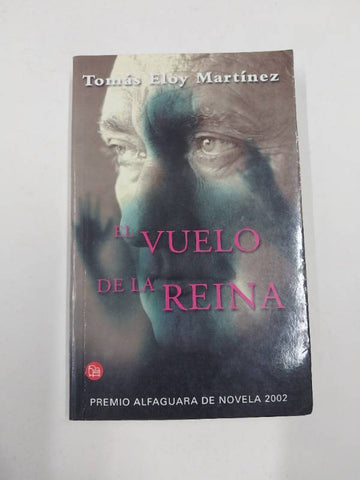 Tomás Eloy Martínez
EL VUELO
DE LA REINA
PREMIO ALFAGUARA DE NOVELA 2002